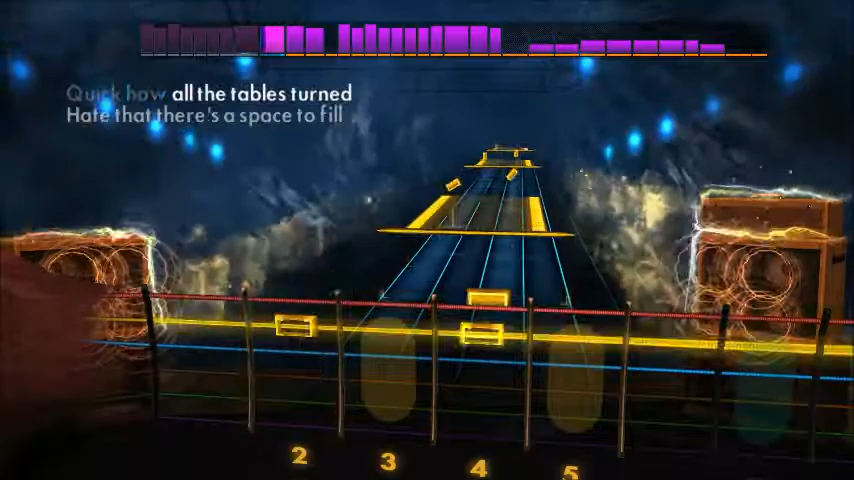 Quick how all the tables turned
Hate that there's a space to fill
2 3 4 5